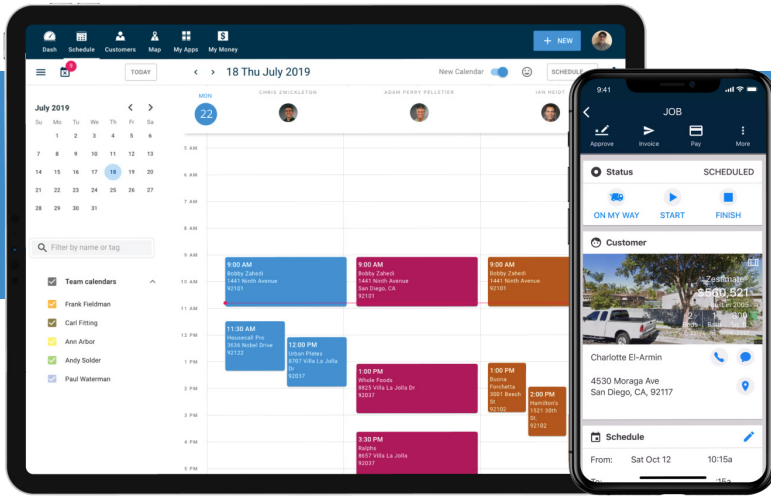 Dash Schedule Customers Map My Apps My Money
+ NEW
9
TODAY
18 Thu July 2019
New Calendar
SCHEDULE
July 2019
Su Mo Tu We Th Fr Sa
1 2 3 4 5 6
7 8 9 10 11 12 13
14 15 16 17 18 19 20
21 22 23 24 25 26 27
28 29 30 31
Filter by name or tag
Team calendars
Frank Fieldman
Carl Fitting
Ann Arbor
Andy Solder
Paul Waterman
MON
22
CHRIS ZWICKLETON
ADAM PERRY PELLETIER
IAN HEIDT
5 AM
6 AM
7 AM
8 AM
9 AM
10 AM
11 AM
12 PM
1 PM
2 PM
3 PM
4 PM
5 PM
9:00 AM
Bobby Zahedi
1441 Ninth Avenue
92101
11:30 AM
Housecall Pro
3636 Nobel Drive
92122
12:00 PM
Urban Plates
8707 Villa La Jolla
Dr
92037
9:00 AM
Bobby Zahedi
1441 Ninth Avenue
San Diego, CA
92101
1:00 PM
Whole Foods
8825 Villa La Jolla Dr
92037
3:30 PM
Ralphs
8657 Villa La Jolla
92037
9:00 AM
Bobby Zahedi
1441 Ninth Avenue
92101
1:00 PM
Buona
Forchetta
3001 Beech
St
92102
2:00 PM
Hamilton's
1521 30th
St,
92102
9:41
JOB
Approve Invoice Pay More
Status SCHEDULED
ON MY WAY START FINISH
Customer
Zestimate
$560,521
2005
2 1 809
Charlotte El-Armin
4530 Moraga Ave
San Diego, CA, 92117
Schedule
From: Sat Oct 12 10:15a